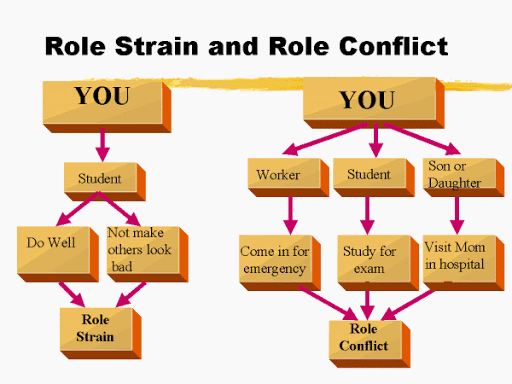 Role Strain and Role Conflict
YOU
Student
Do Well
Not make
others look
bad
Role
Strain
YOU
Worker
Student
Son or
Daughter
Come in for
emergency
Study for
exam
Visit Mom
in hospital
Role
Conflict